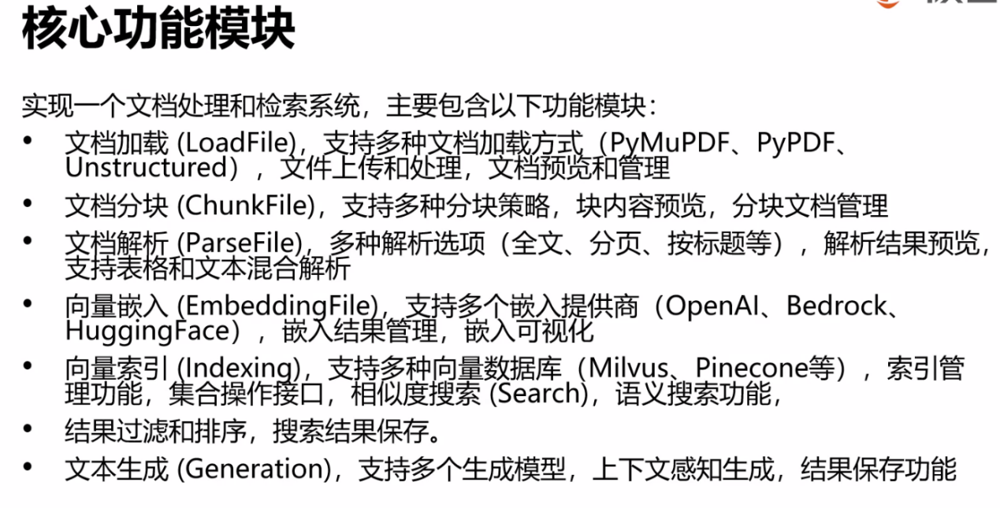 核心功能模块
实现一个文档处理和检索系统，主要包含以下功能模块：
• 文档加载 (LoadFile)，支持多种文档加载方式（PyMuPDF、PyPDF、
Unstructured），文件上传和处理，文档预览和管理
• 文档分块 (ChunkFile)，支持多种分块策略，块内容预览，分块文档管理
• 文档解析 (ParseFile)，多种解析选项（全文、分页、按标题等），解析结果预览，
支持表格和文本混合解析
• 向量嵌入 (EmbeddingFile)，支持多个嵌入提供商（OpenAI、Bedrock、
HuggingFace），嵌入结果管理，嵌入可视化
• 向量索引 (Indexing)，支持多种向量数据库（Milvus、Pinecone等），索引管
理功能，集合操作接口，相似度搜索 (Search)，语义搜索功能，
• 结果过滤和排序，搜索结果保存。
• 文本生成 (Generation)，支持多个生成模型，上下文感知生成，结果保存功能